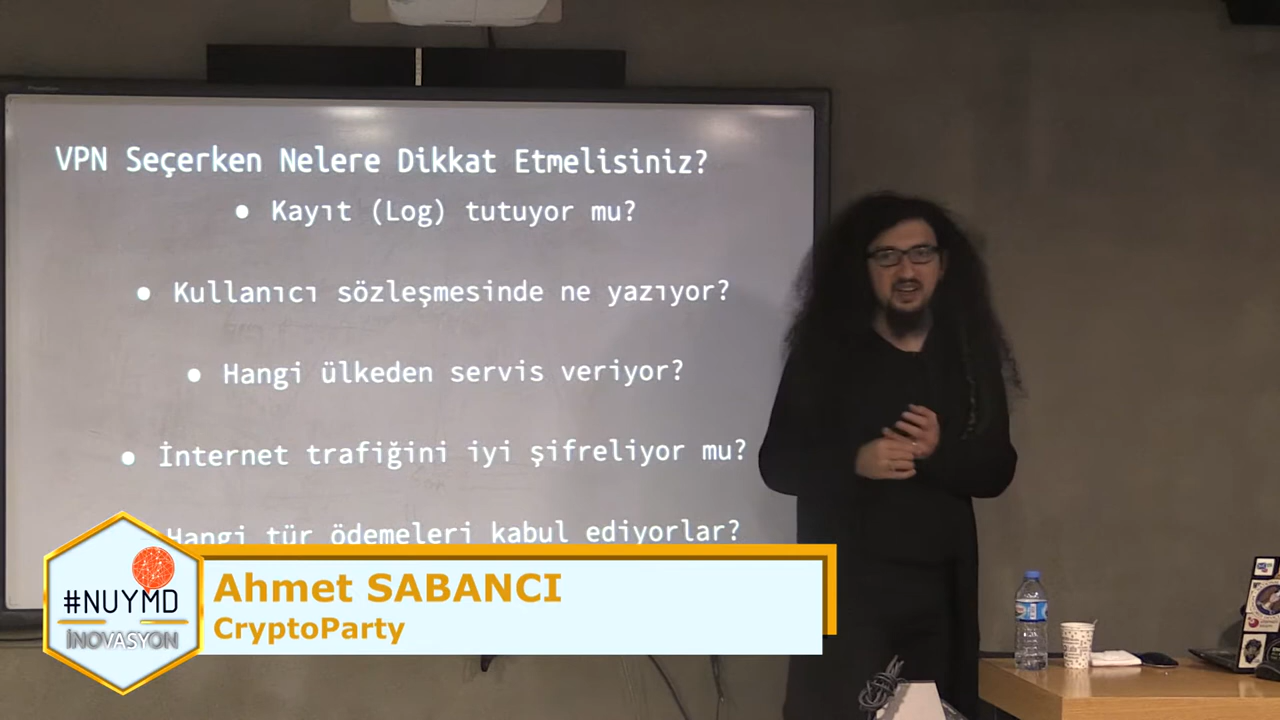 VPN Seçerken Nelere Dikkat Etmelisiniz?
• Kayıt (Log) tutuyor mu?
• Kullanıcı sözleşmesinde ne yazıyor?
• Hangi ülkeden servis veriyor?
• İnternet trafiğini iyi şifreliyor mu?
Hangi tür ödemeleri kabul ediyorlar?
#NUYMD
İNOVASYON
Ahmet SABANCI
CryptoParty